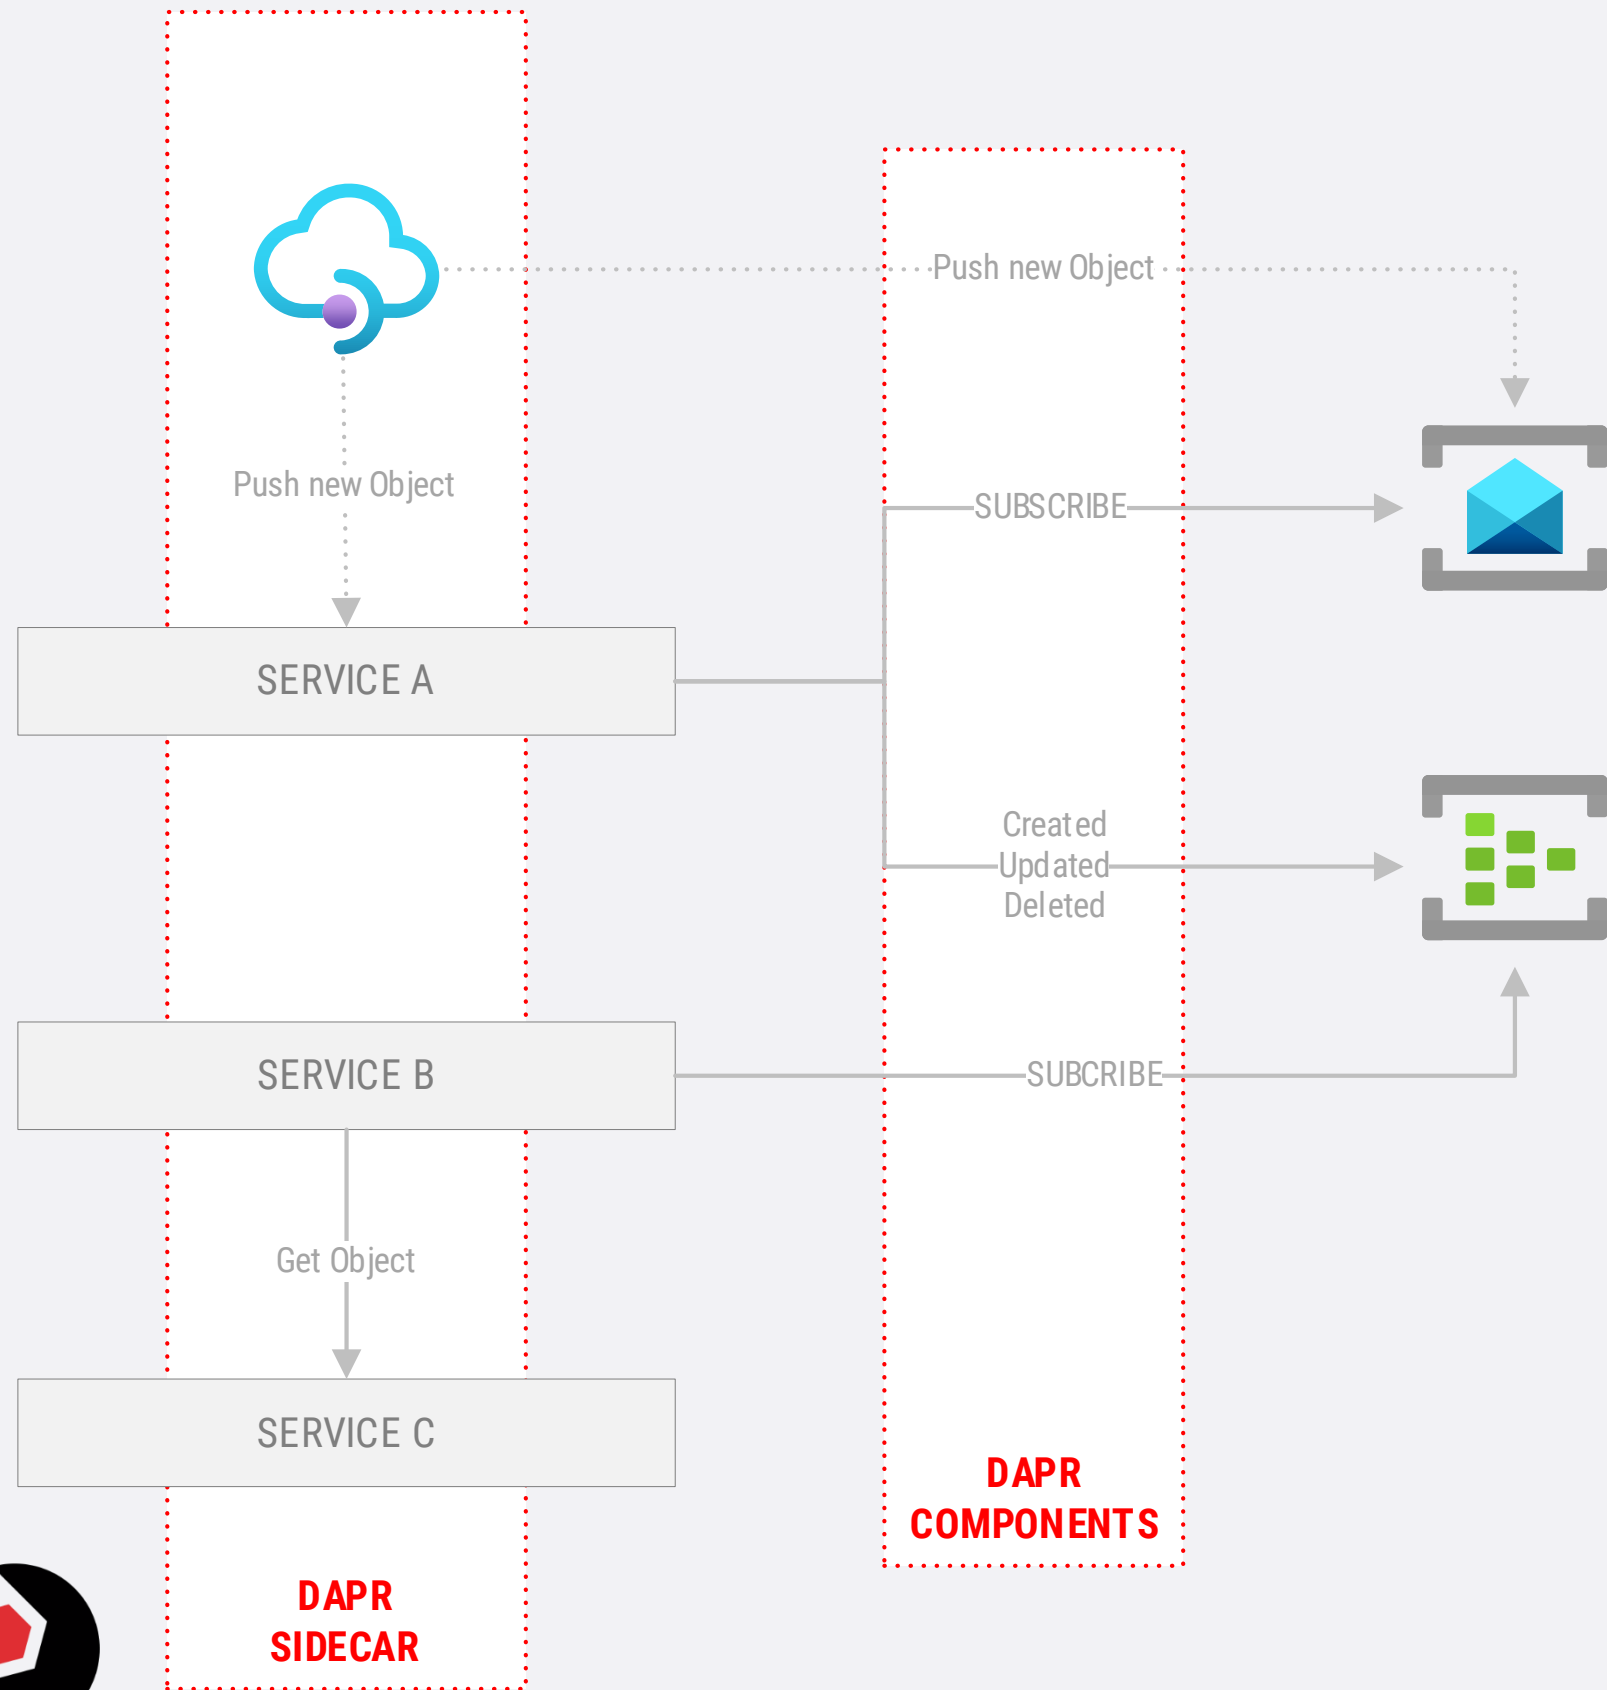 Push new Object
Push new Object
SUBSCRIBE
SERVICE A
Created
Updated
Deleted
SERVICE B
SUBCRIBE
Get Object
SERVICE C
DAPR
COMPONENTS
DAPR
SIDECAR